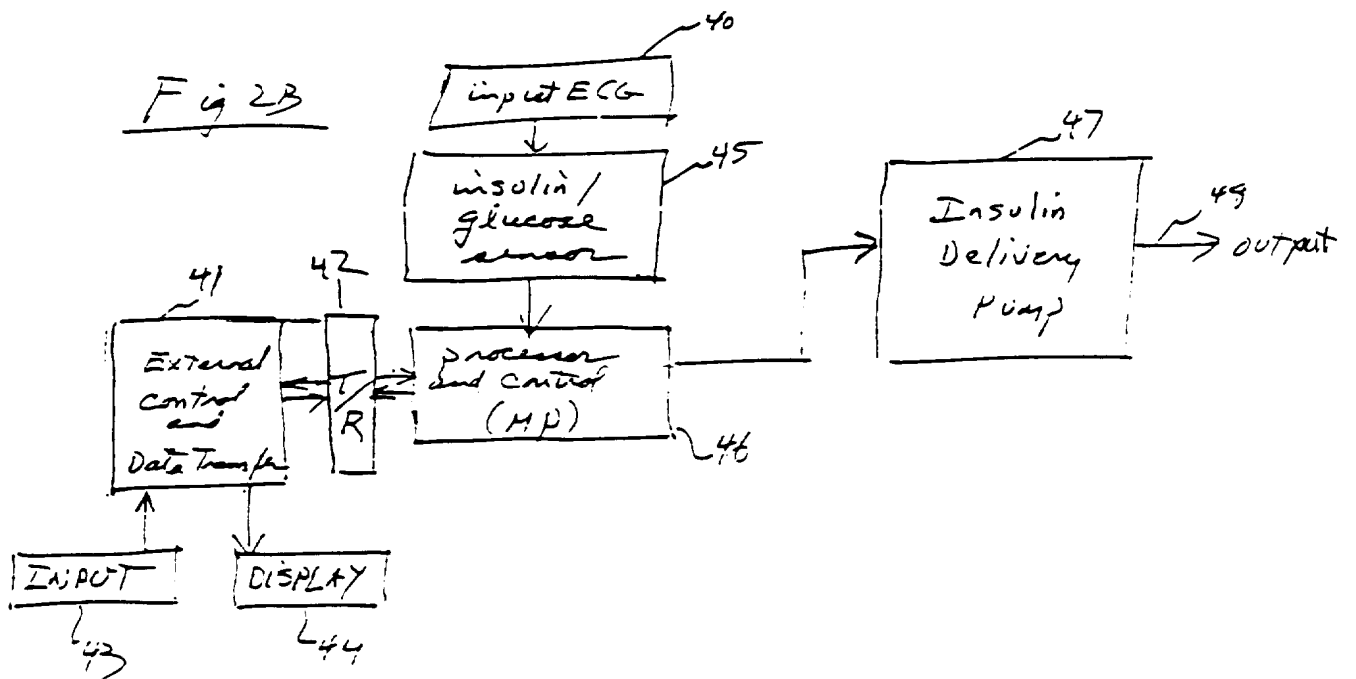 40
Fig 2B
input ECG
45
insulin/
glucose
sensor
47
Insulin
Delivery
Pump
49
output
41
External
control
and
Data Transfer
42
T/R
processor
and control
(MP)
46
INPUT
43
DISPLAY
44